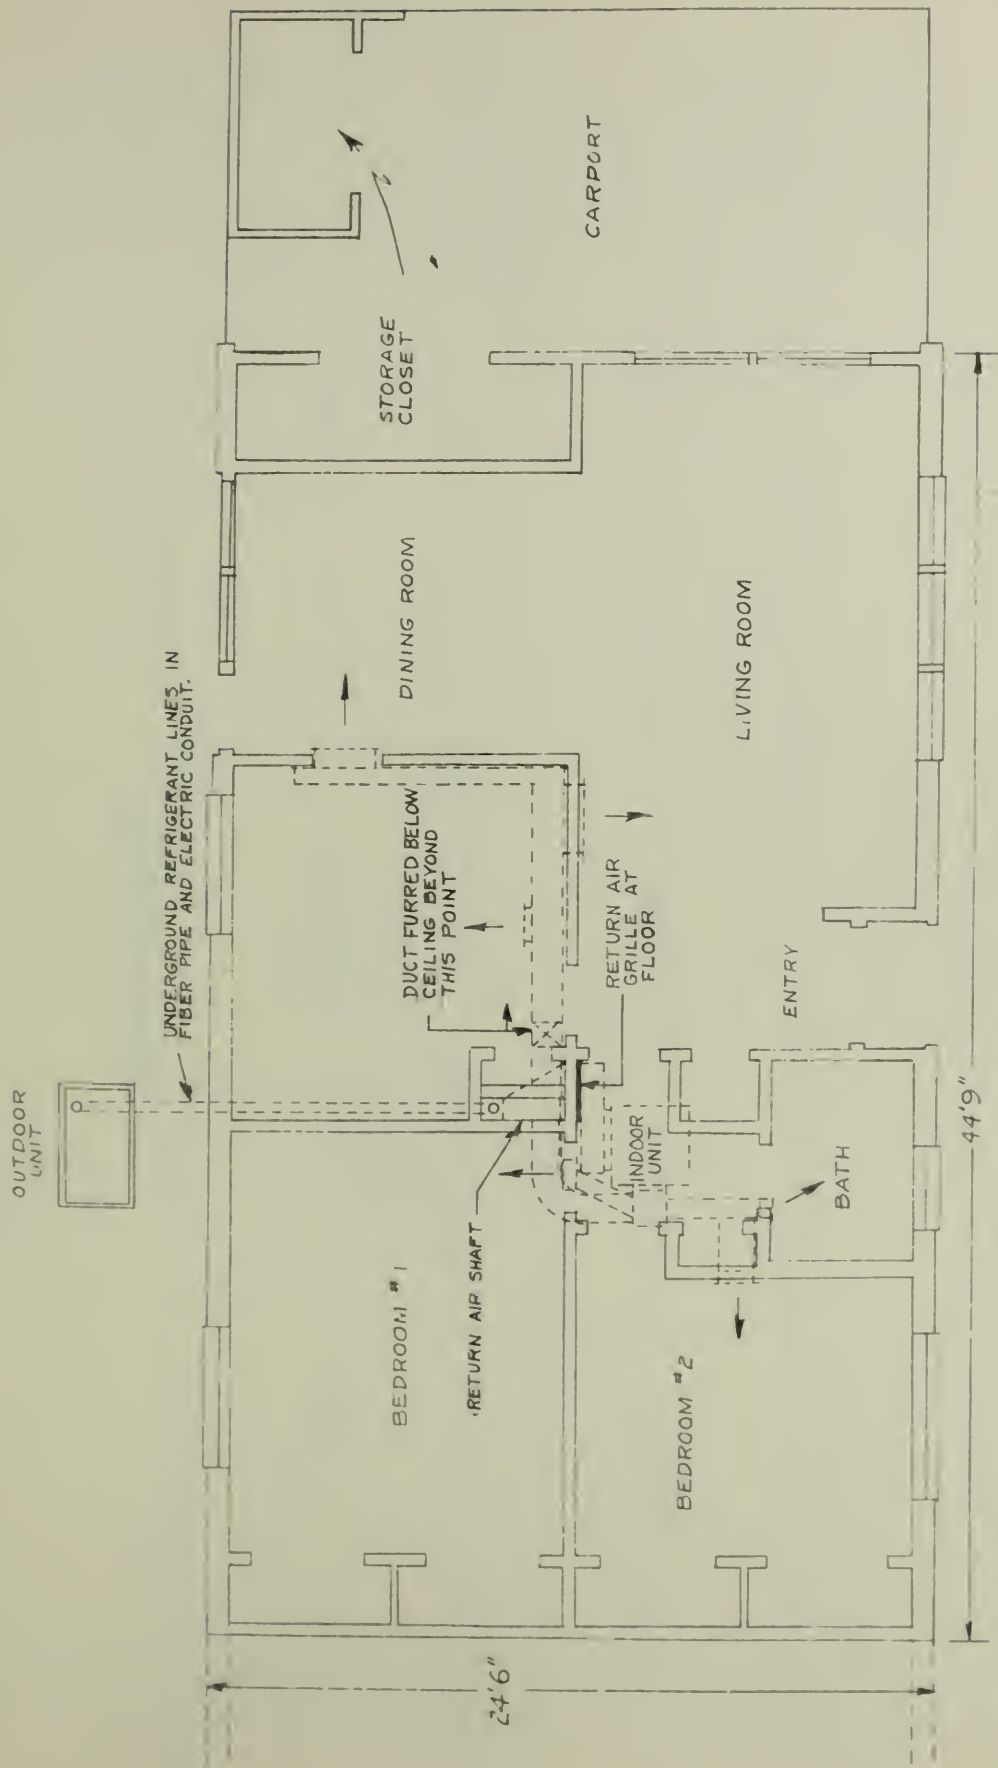 OUTDOOR
UNIT
UNDERGROUND REFRIGERANT LINES IN
FIBER PIPE AND ELECTRIC CONDUIT.
STORAGE
CLOSET
CARPORT
DINING ROOM
LIVING ROOM
DUCT FURRED BELOW
CEILING BEYOND
THIS POINT
RETURN AIR
GRILLE AT
FLOOR
ENTRY
INDOOR
UNIT
BATH
BEDROOM #1
RETURN AIR SHAFT
BEDROOM #2
24'6"
44'9"